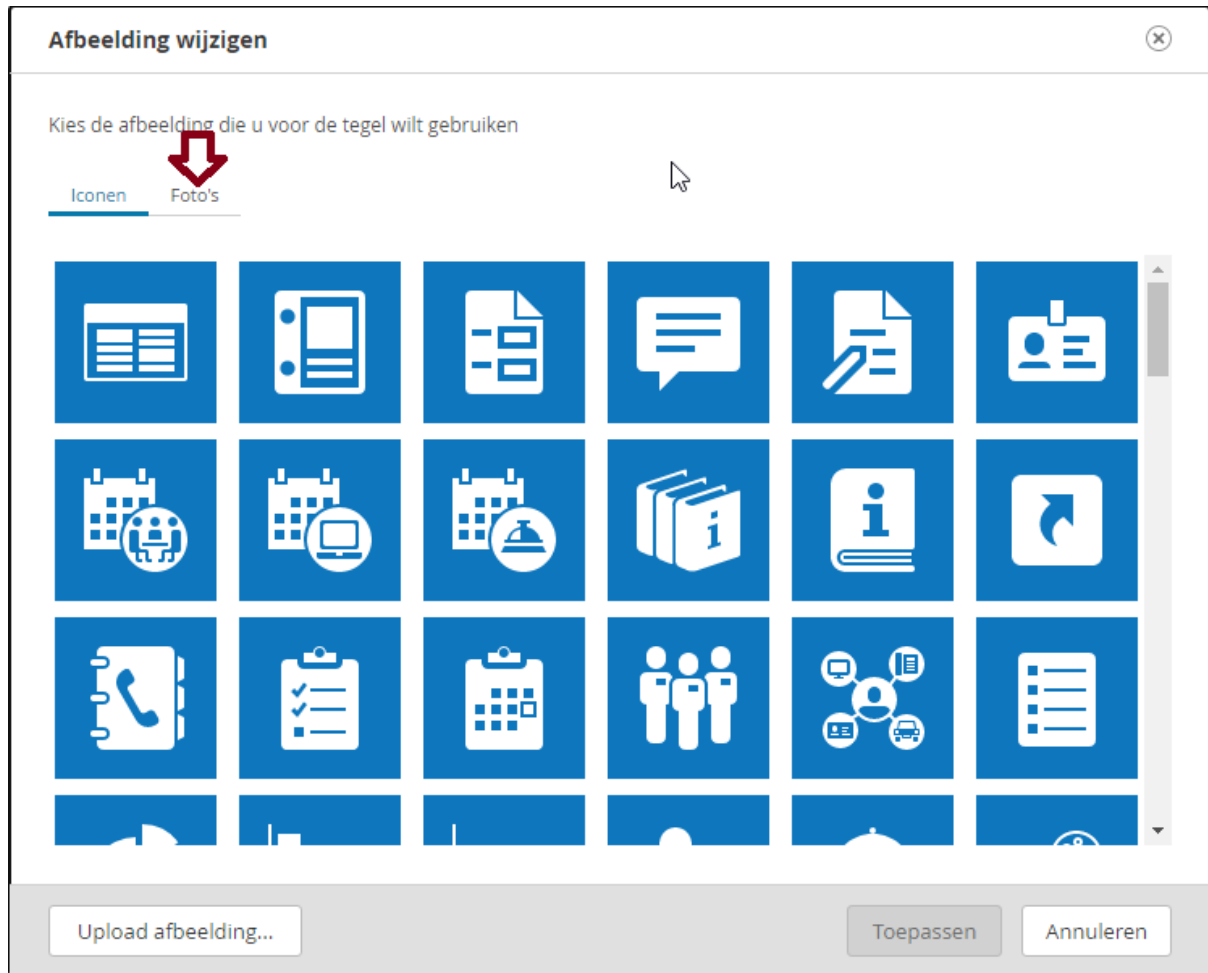 Afbeelding wijzigen
Kies de afbeelding die u voor de tegel wilt gebruiken
Iconen Foto's
Upload afbeelding... Toepassen Annuleren